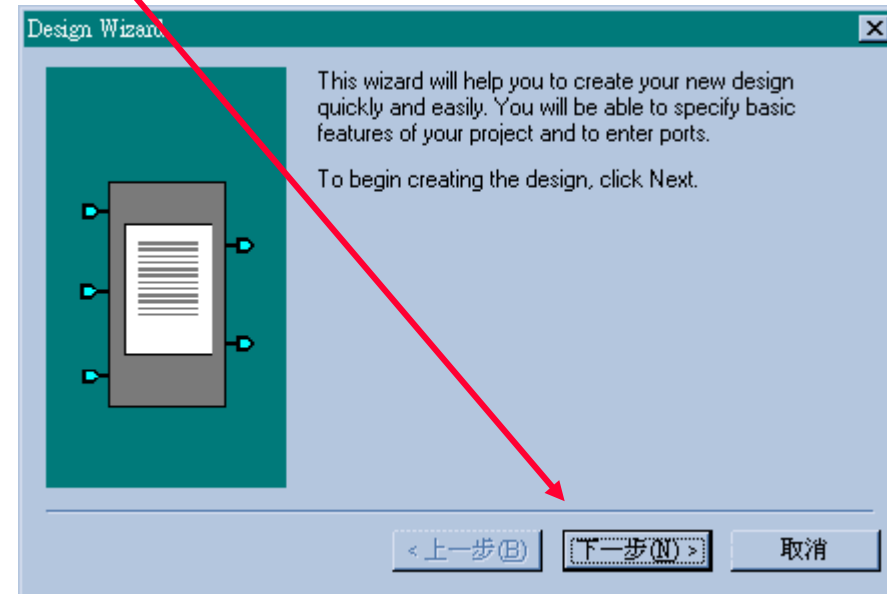 Design Wizard
This wizard will help you to create your new design
quickly and easily. You will be able to specify basic
features of your project and to enter ports.
To begin creating the design, click Next.
<上一步(B)
下一步(N) >
取消